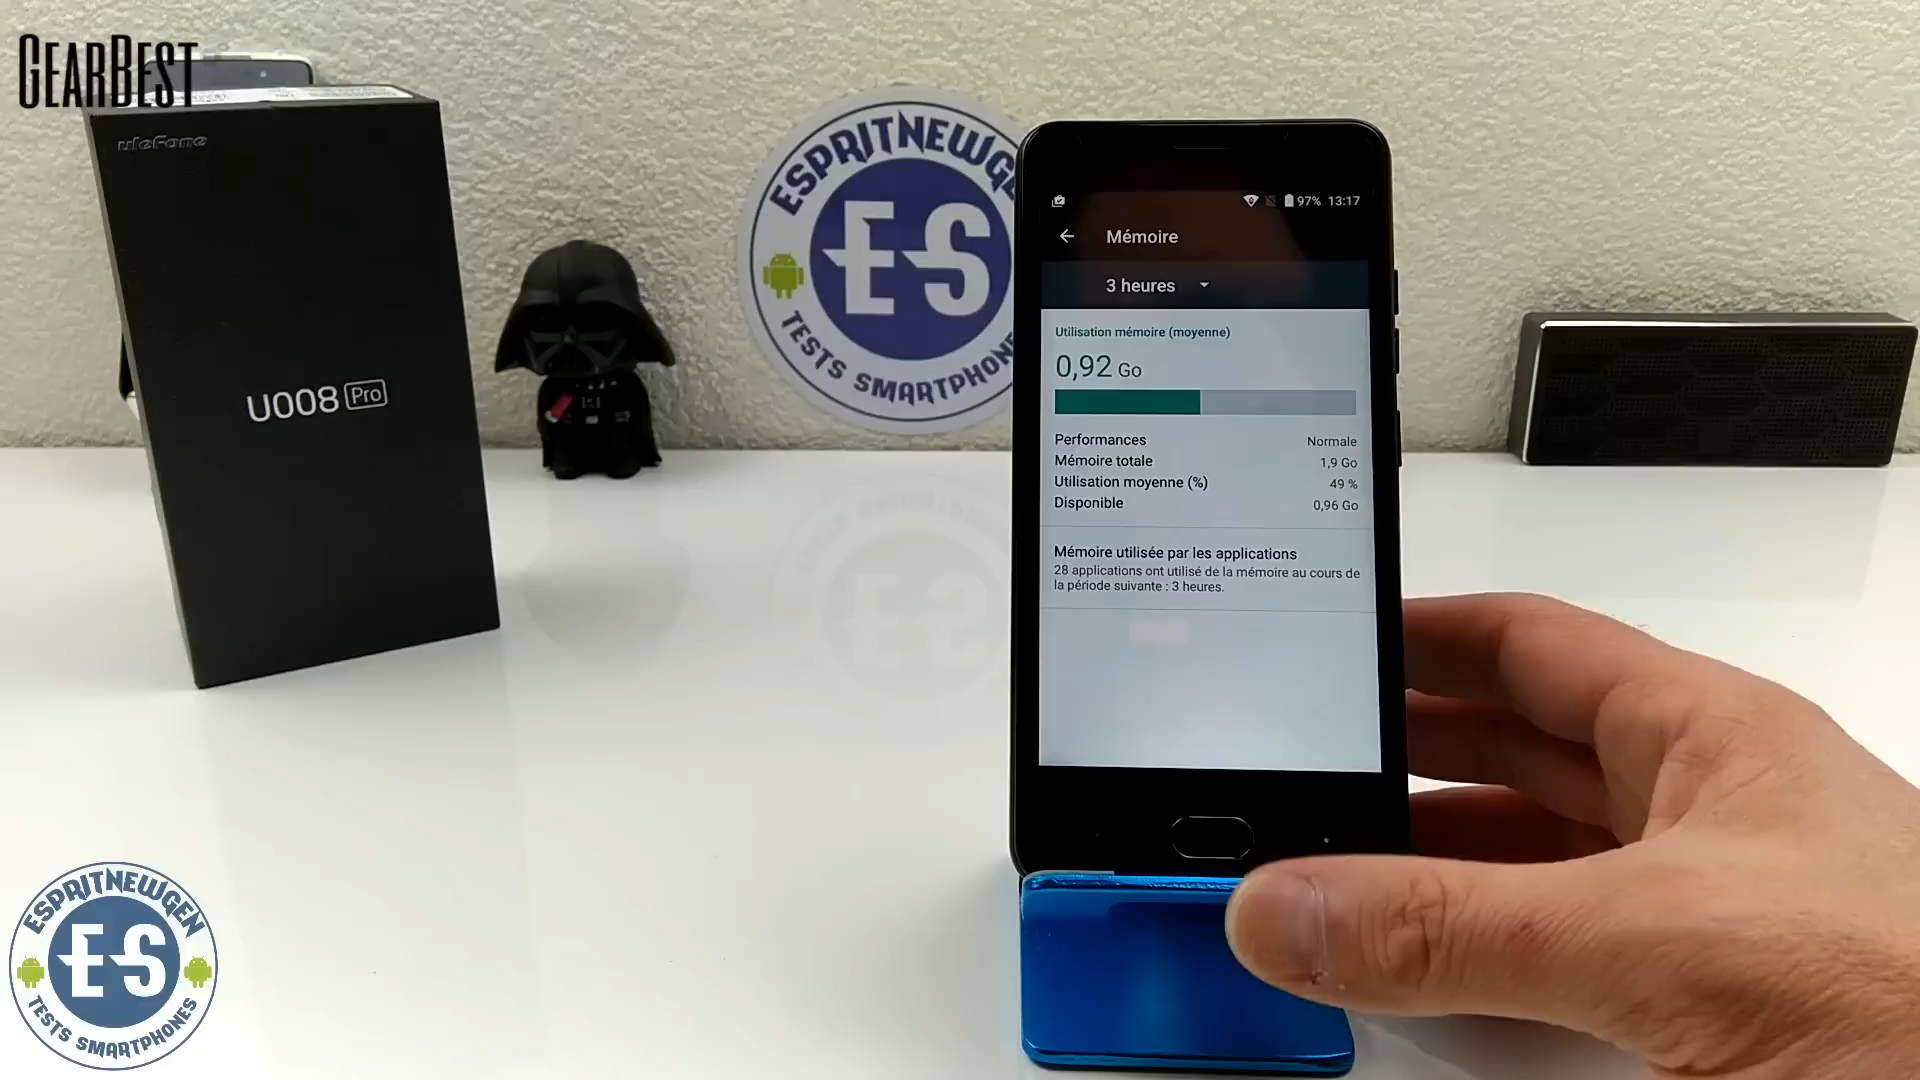 GEARBEST
uleFone
U008 Pro
ESPRITNEWG
ES
TESTS SMARTPHON
97% 13:17
Mémoire
3 heures
Utilisation mémoire (moyenne)
0,92 Go
Performances Normale
Mémoire totale 1,9 Go
Utilisation moyenne (%) 49 %
Disponible 0,96 Go
Mémoire utilisée par les applications
28 applications ont utilisé de la mémoire au cours de
la période suivante : 3 heures.
ESPRITNEWGEN
ES
TESTS SMARTPHONES